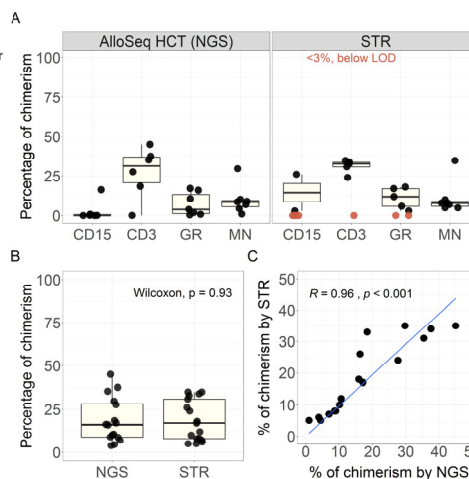 A
r
AlloSeq HCT (NGS)
STR
<3%, below LOD
Percentage of chimerism
100
75
50
25
0
CD15 CD3 GR MN
CD15 CD3 GR MN
B
Percentage of chimerism
100
75
50
25
0
Wilcoxon, p = 0.93
NGS STR
C
% of chimerism by STR
50
40
30
20
10
0
R = 0.96 , p < 0.001
0 10 20 30 40 50
% of chimerism by NGS